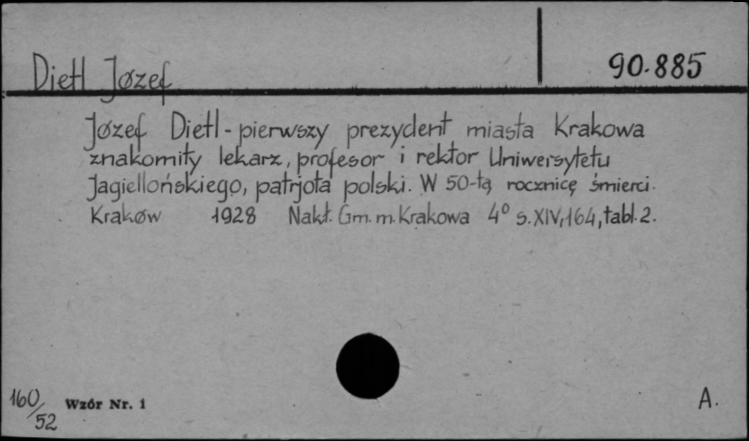 Dietl Józef
90.885
Józef Dietl - pierwszy prezydent miasta Krakowa
znakomity lekarz, profesor i rektor Uniwersytetu
Jagiellońskiego, patrjota polski. W 50-tą rocznicę śmierci.
Kraków 1928 Nakł. Gm. m. Krakowa 4° s. XIV, 164, tabl. 2.
160/52 Wzór Nr. 1 A.